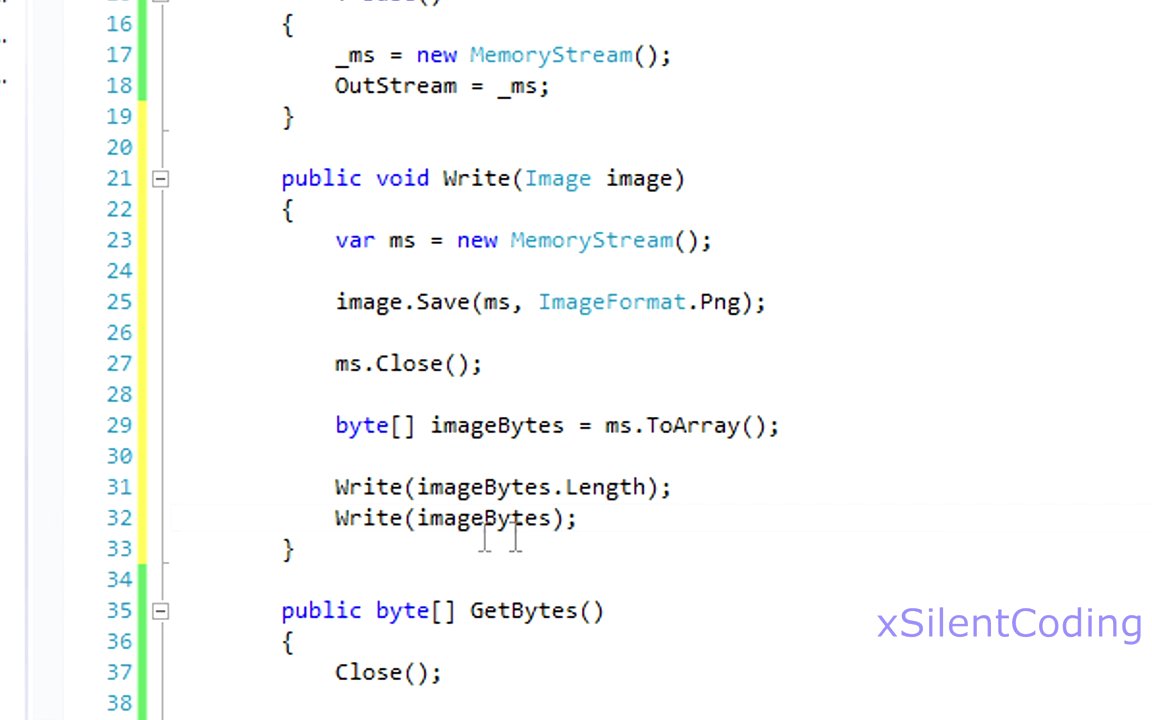 16 {
17 _ms = new MemoryStream();
18 OutStream = _ms;
19 }
20
21 public void Write(Image image)
22 {
23 var ms = new MemoryStream();
24
25 image.Save(ms, ImageFormat.Png);
26
27 ms.Close();
28
29 byte[] imageBytes = ms.ToArray();
30
31 Write(imageBytes.Length);
32 Write(imageBytes);
33 }
34
35 public byte[] GetBytes()
36 {
37 Close();
38
xSilentCoding